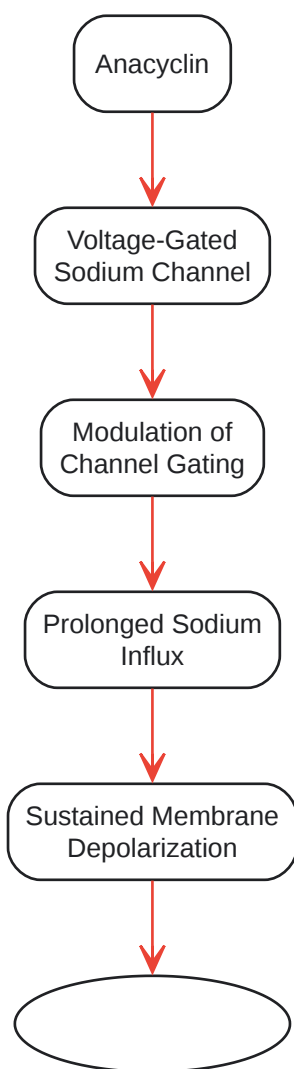 Anacyclin
Voltage-Gated
Sodium Channel
Modulation of
Channel Gating
Prolonged Sodium
Influx
Sustained Membrane
Depolarization